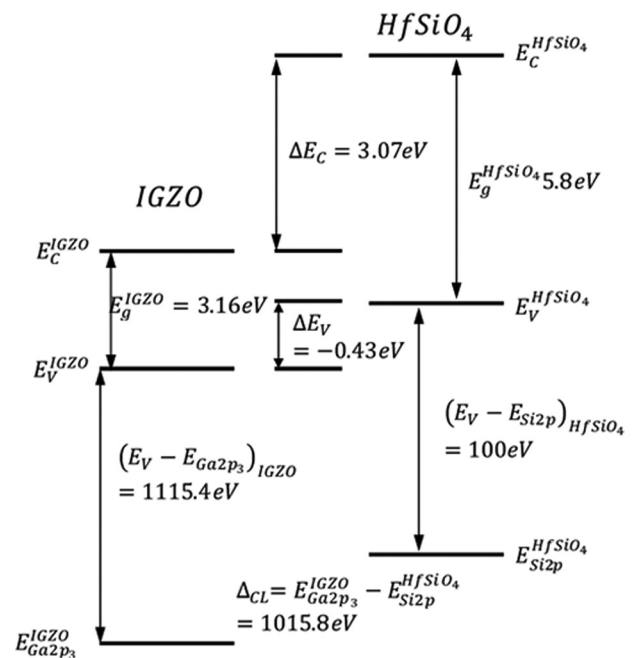 HfSiO₄
E_C^{HfSiO₄}
ΔE_C = 3.07eV
E_g^{HfSiO₄} 5.8eV
IGZO
E_C^{IGZO}
E_g^{IGZO} = 3.16eV
E_V^{HfSiO₄}
ΔE_V
= −0.43eV
E_V^{IGZO}
(E_V − E_{Si2p})_{HfSiO₄}
= 100eV
(E_V − E_{Ga2p₃})_{IGZO}
= 1115.4eV
E_{Si2p}^{HfSiO₄}
Δ_{CL} = E_{Ga2p₃}^{IGZO} − E_{Si2p}^{HfSiO₄}
= 1015.8eV
E_{Ga2p₃}^{IGZO}